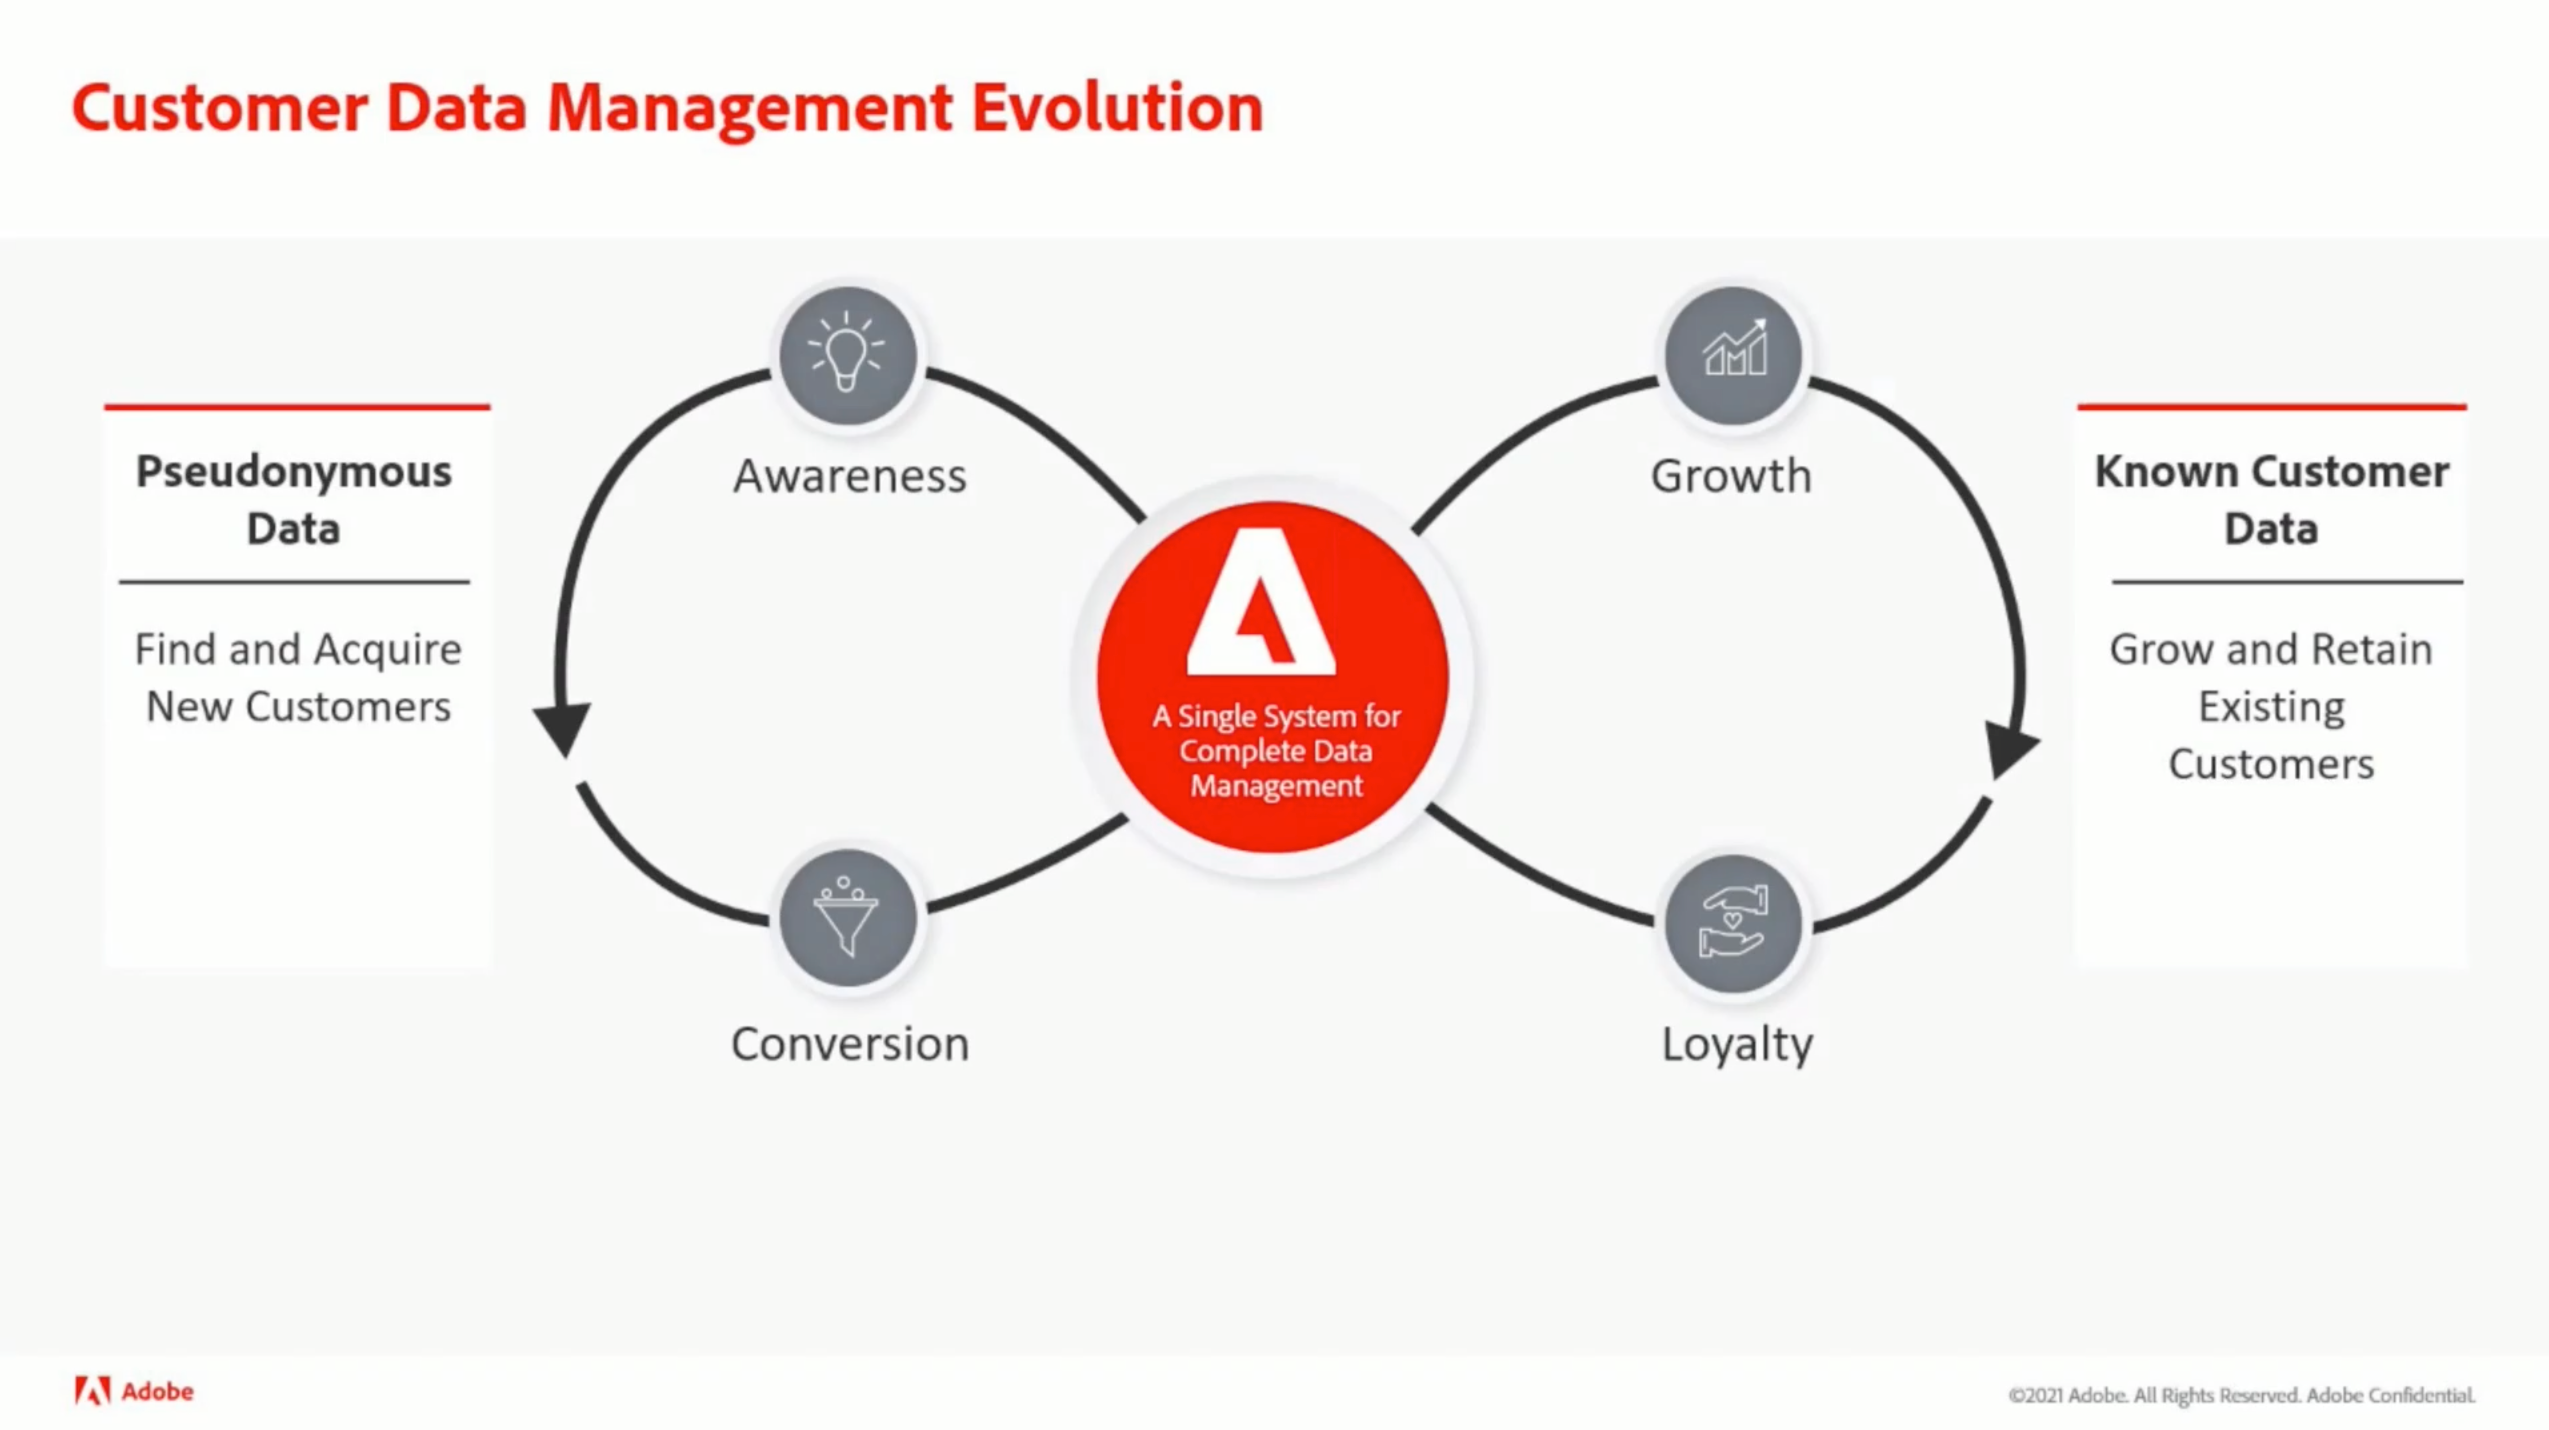 Customer Data Management Evolution
Pseudonymous
Data
Find and Acquire
New Customers
Awareness
Conversion
A Single System for
Complete Data
Management
Growth
Loyalty
Known Customer
Data
Grow and Retain
Existing
Customers
Adobe
©2021 Adobe. All Rights Reserved. Adobe Confidential.